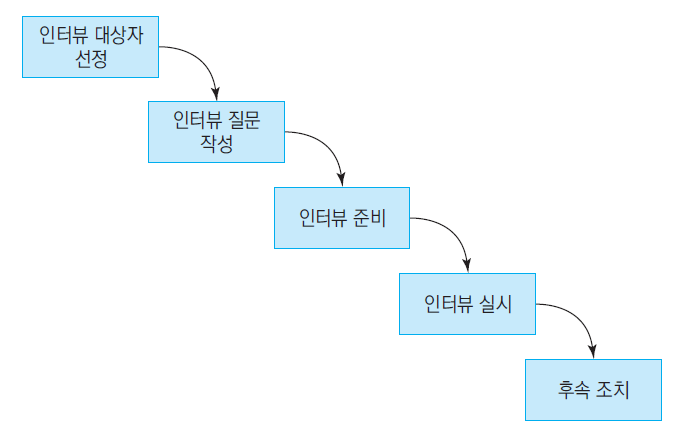 인터뷰 대상자
선정
인터뷰 질문
작성
인터뷰 준비
인터뷰 실시
후속 조치